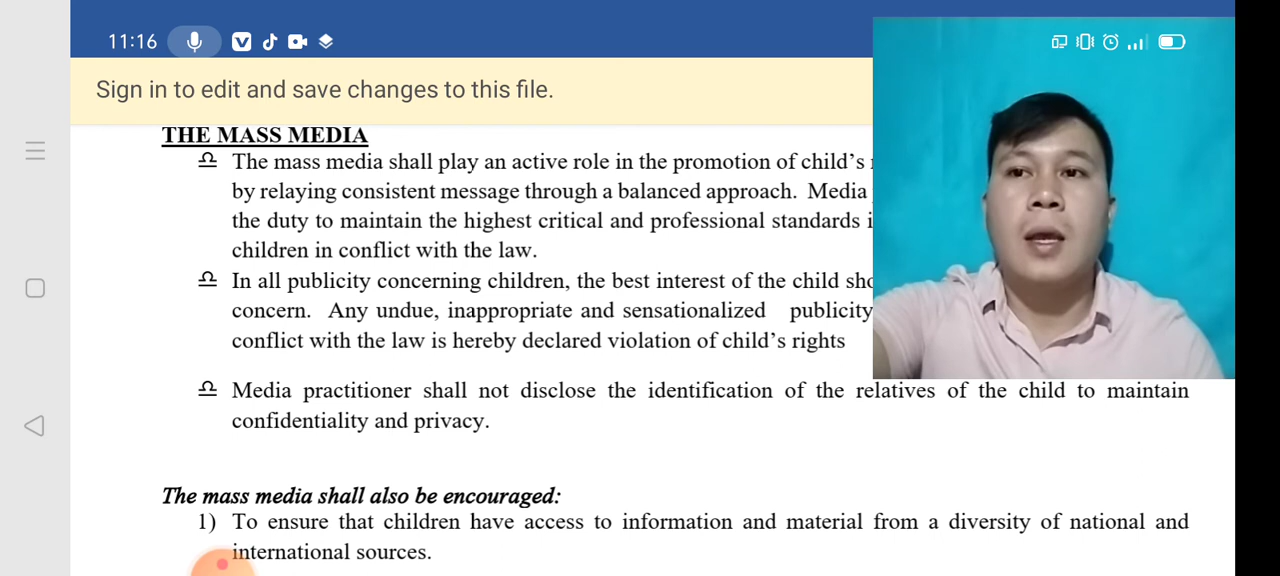 11:16
Sign in to edit and save changes to this file.
THE MASS MEDIA
The mass media shall play an active role in the promotion of child's
by relaying consistent message through a balanced approach. Media
the duty to maintain the highest critical and professional standards
children in conflict with the law.
In all publicity concerning children, the best interest of the child
concern. Any undue, inappropriate and sensationalized publicity
conflict with the law is hereby declared violation of child's rights
Media practitioner shall not disclose the identification of the relatives of the child to maintain
confidentiality and privacy.
The mass media shall also be encouraged:
1) To ensure that children have access to information and material from a diversity of national and
international sources.